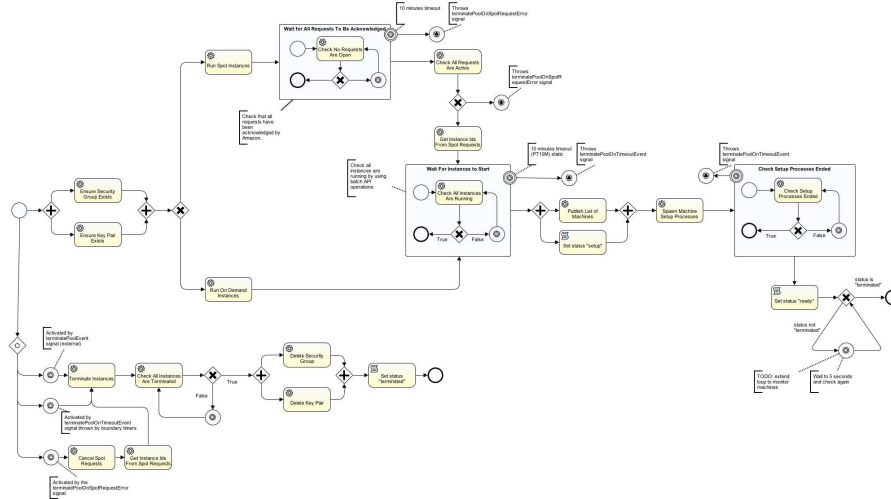 Wait for All Requests To Be Acknowledged
10 minutes timeout
Throws
terminatePoolOnSpotRequestError
signal
Check No Requests
Are Open
Run Spot Instances
Check All Requests
Are Active
Throws
terminatePoolOnSpotR
equestError signal
Check that all
requests have
been
acknowledged by
Amazon.
Get Instance Ids
From Spot Requests
10 minutes timeout
(PT10M) static
Throws
terminatePoolOnTimeoutEvent
signal
Throws
terminatePoolOnTimeoutEvent
signal
Check all
instances are
running by using
batch API
operations
Wait For Instances to Start
Check All Instances
Are Running
True
False
Check Setup Processes Ended
Check Setup
Processes Ended
True
False
Ensure Security
Group Exists
Ensure Key Pair
Exists
Publish List of
Machines
Set status "setup"
Spawn Machine
Setup Processes
Run On Demand
Instances
Set status "ready"
status is
"terminated"
status not
"terminated"
TODO: extend
loop to monitor
machines
Wait to 5 seconds
and check again
Activated by
terminatePoolEvent
signal (external)
Terminate Instances
Check All Instances
Are Terminated
True
False
Delete Security
Group
Delete Key Pair
Set status
"terminated"
Activated by
terminatePoolOnTimeoutEvent
signal thrown by boundary timers
Cancel Spot
Requests
Get Instance Ids
From Spot Requests
Activated by the
terminatePoolOnSpotRequestError
signal.